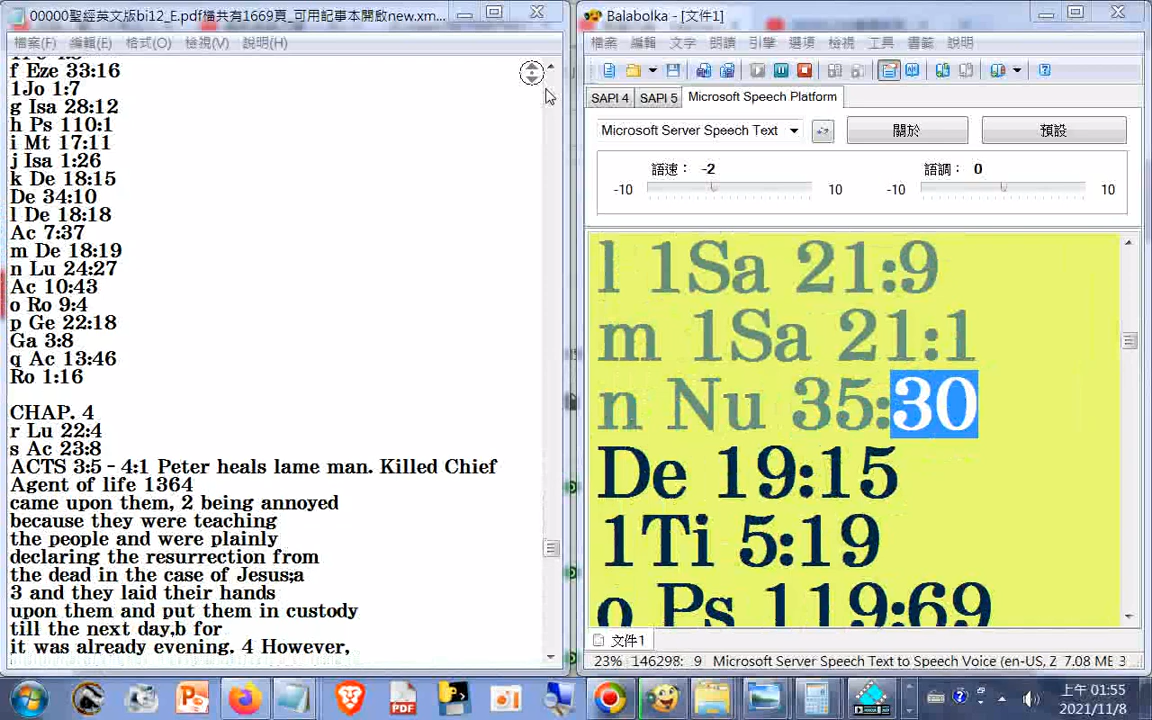 00000聖經英文版bi12_E.pdf檔共有1669頁_可用記事本開啟new.xm...
檔案(F) 編輯(E) 格式(O) 檢視(V) 說明(H)
f Eze 33:16
1Jo 1:7
g Isa 28:12
h Ps 110:1
i Mt 17:11
j Isa 1:26
k De 18:15
De 34:10
l De 18:18
Ac 7:37
m De 18:19
n Lu 24:27
Ac 10:43
o Ro 9:4
p Ge 22:18
Ga 3:8
q Ac 13:46
Ro 1:16
CHAP. 4
r Lu 22:4
s Ac 23:8
ACTS 3:5 - 4:1 Peter heals lame man. Killed Chief
Agent of life 1364
came upon them, 2 being annoyed
because they were teaching
the people and were plainly
declaring the resurrection from
the dead in the case of Jesus;a
3 and they laid their hands
upon them and put them in custody
till the next day,b for
it was already evening. 4 However,
Balabolka - [文件1]
檔案 編輯 文字 朗讀 引擎 選項 檢視 工具 書籤 說明
SAPI 4 SAPI 5 Microsoft Speech Platform
Microsoft Server Speech Text 關於 預設
語速： -2 語調： 0
-10 10 -10 10
l 1Sa 21:9
m 1Sa 21:1
n Nu 35:30
De 19:15
1Ti 5:19
o Ps 119:69
文件1
23% 146298: 9 Microsoft Server Speech Text to Speech Voice (en-US, Z 7.08 ME 3
PDF
上午 01:55
2021/11/8